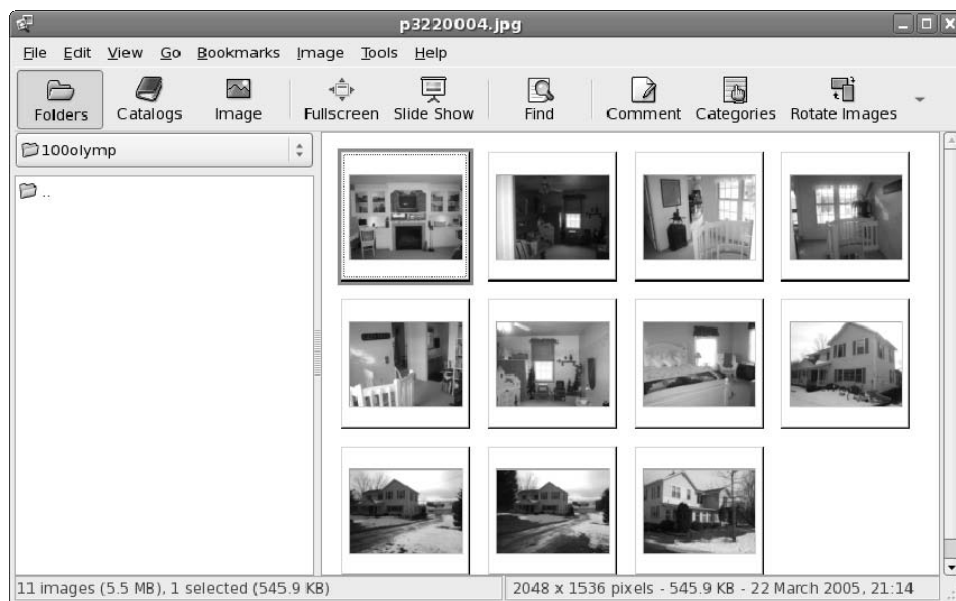 p3220004.jpg
File Edit View Go Bookmarks Image Tools Help
Folders Catalogs Image Fullscreen Slide Show Find Comment Categories Rotate Images
100olymp
..
11 images (5.5 MB), 1 selected (545.9 KB)
2048 x 1536 pixels - 545.9 KB - 22 March 2005, 21:14